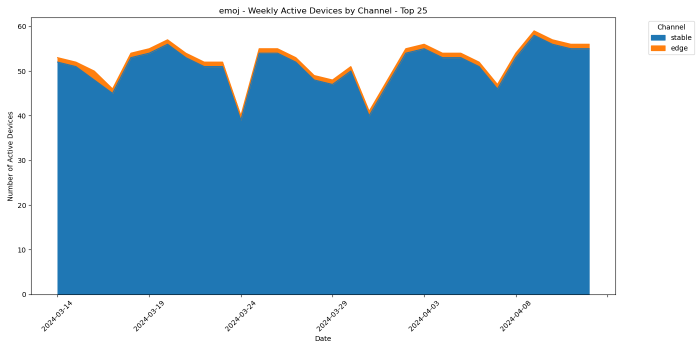 emoj - Weekly Active Devices by Channel - Top 25
Channel
stable
edge
Number of Active Devices
60
50
40
30
20
10
0
2024-03-14
2024-03-19
2024-03-24
2024-03-29
2024-04-03
2024-04-08
Date